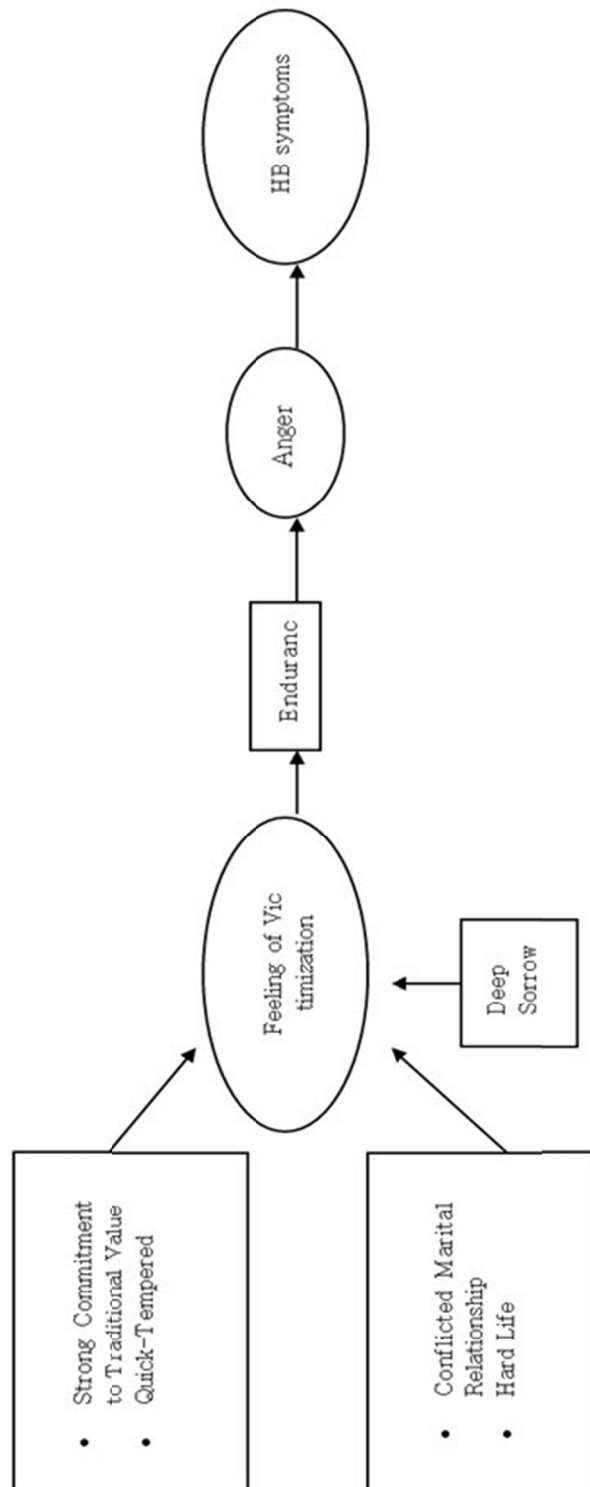 Strong Commitment
to Traditional Value
Quick-Tempered
Conflicted Marital
Relationship
Hard Life
Deep
Sorrow
Feeling of Vic
timization
Enduranc
Anger
HB symptoms